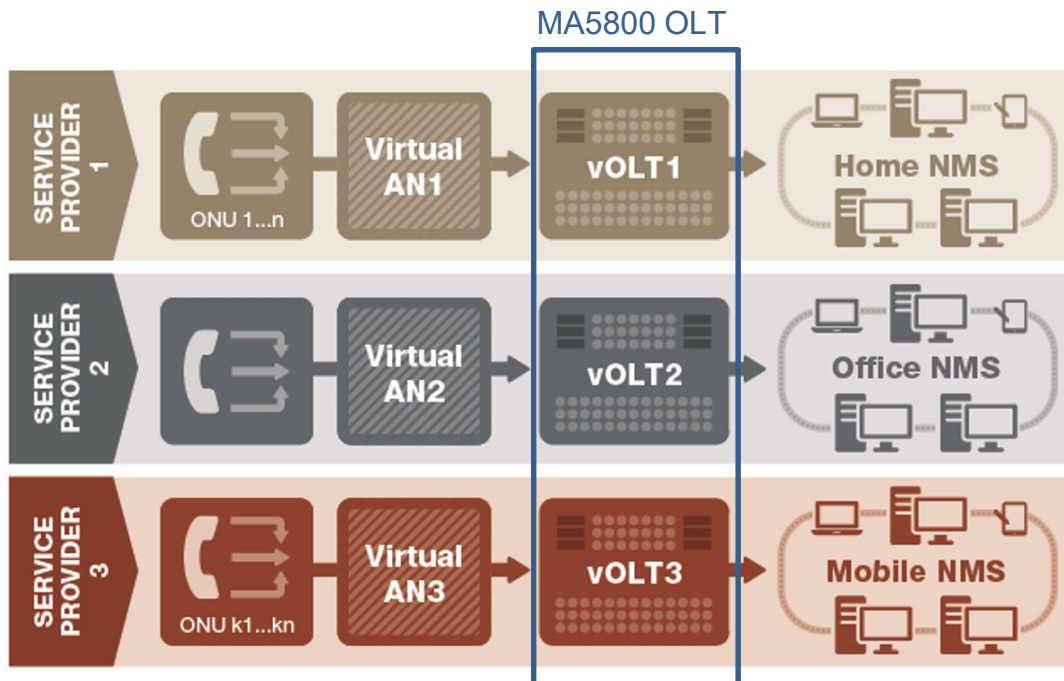 MA5800 OLT
SERVICE
PROVIDER
1
ONU 1...n
Virtual
AN1
vOLT1
Home NMS
SERVICE
PROVIDER
2
Virtual
AN2
vOLT2
Office NMS
SERVICE
PROVIDER
3
ONU k1...kn
Virtual
AN3
vOLT3
Mobile NMS